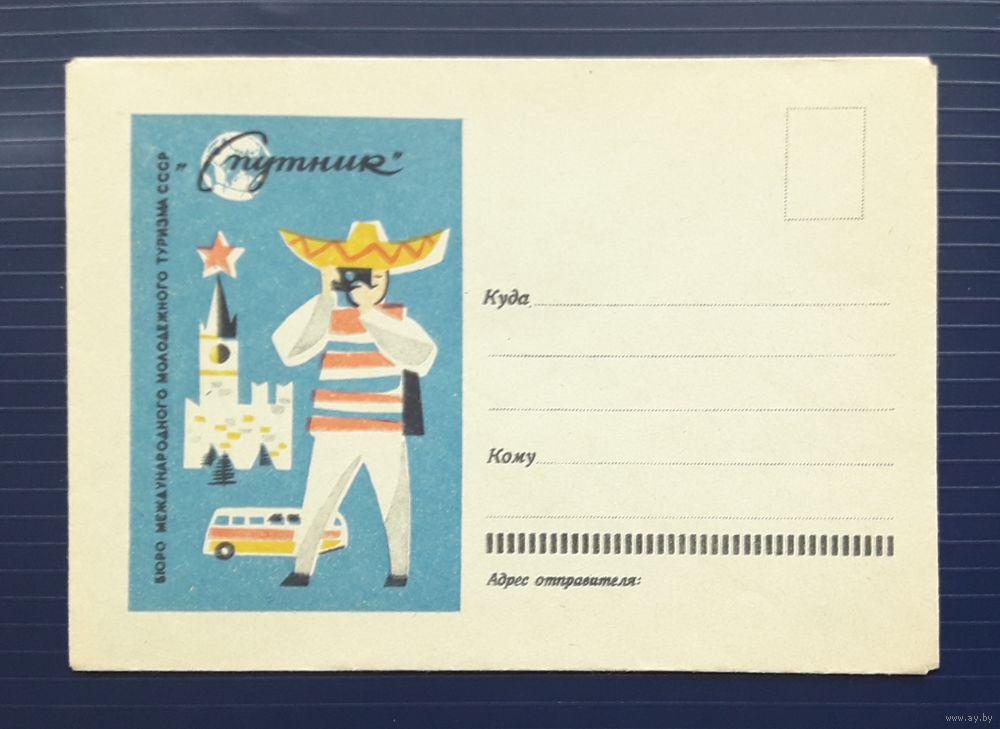 „Спутник"
БЮРО МЕЖДУНАРОДНОГО МОЛОДЕЖНОГО ТУРИЗМА СССР
Куда
Кому
Адрес отправителя:
www.ay.by